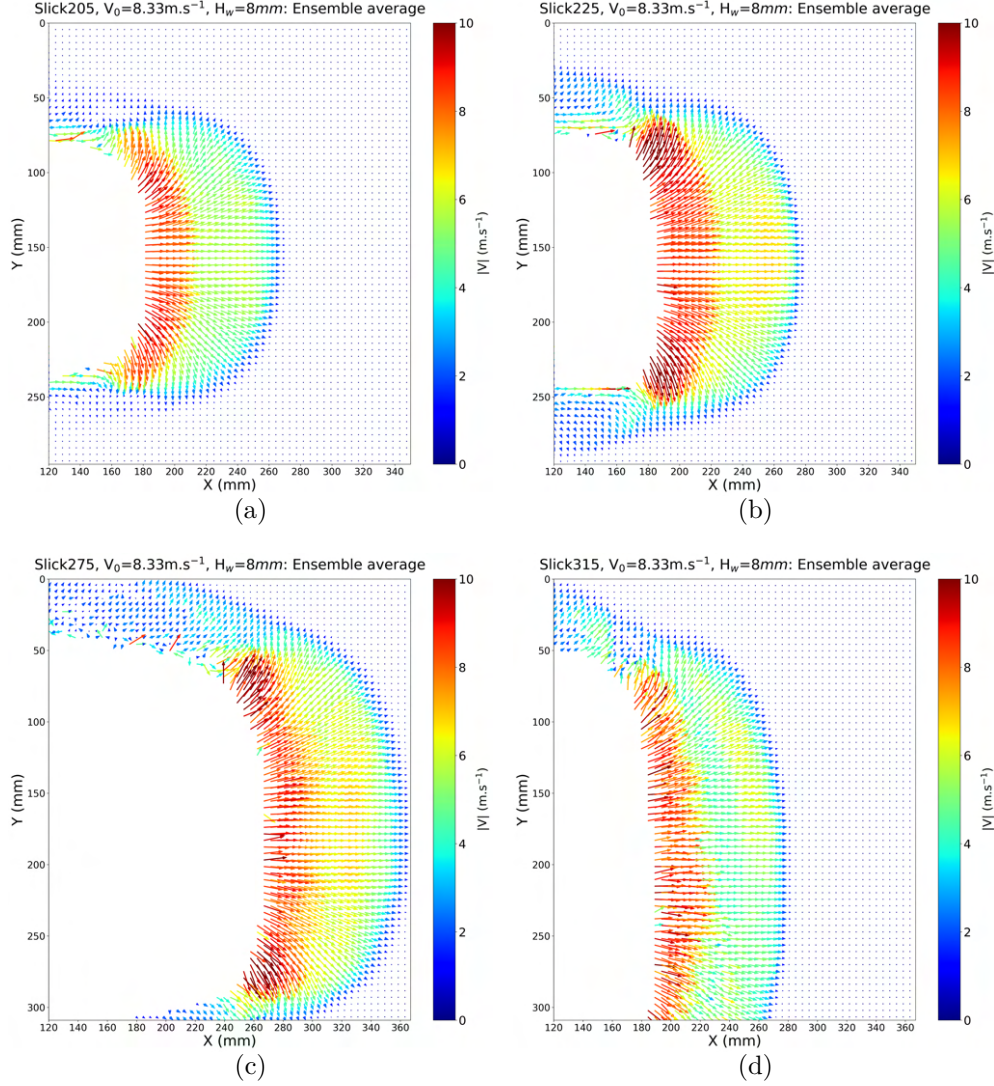 Slick205, V₀=8.33m.s⁻¹, H_w=8mm: Ensemble average
0
50
100
150
200
250
Y (mm)
120 140 160 180 200 220 240 260 280 300 320 340
X (mm)
10
8
6
4
2
0
|V| (m.s⁻¹)
(a)
Slick225, V₀=8.33m.s⁻¹, H_w=8mm: Ensemble average
0
50
100
150
200
250
Y (mm)
120 140 160 180 200 220 240 260 280 300 320 340
X (mm)
10
8
6
4
2
0
|V| (m.s⁻¹)
(b)
Slick275, V₀=8.33m.s⁻¹, H_w=8mm: Ensemble average
0
50
100
150
200
250
300
Y (mm)
120 140 160 180 200 220 240 260 280 300 320 340 360
X (mm)
10
8
6
4
2
0
|V| (m.s⁻¹)
(c)
Slick315, V₀=8.33m.s⁻¹, H_w=8mm: Ensemble average
0
50
100
150
200
250
300
Y (mm)
120 140 160 180 200 220 240 260 280 300 320 340 360
X (mm)
10
8
6
4
2
0
|V| (m.s⁻¹)
(d)